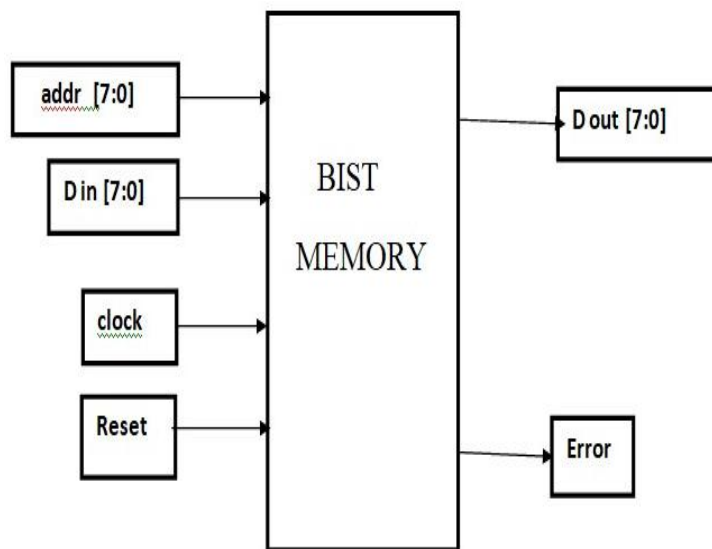 addr [7:0]
D in [7:0]
clock
Reset
BIST
MEMORY
D out [7:0]
Error